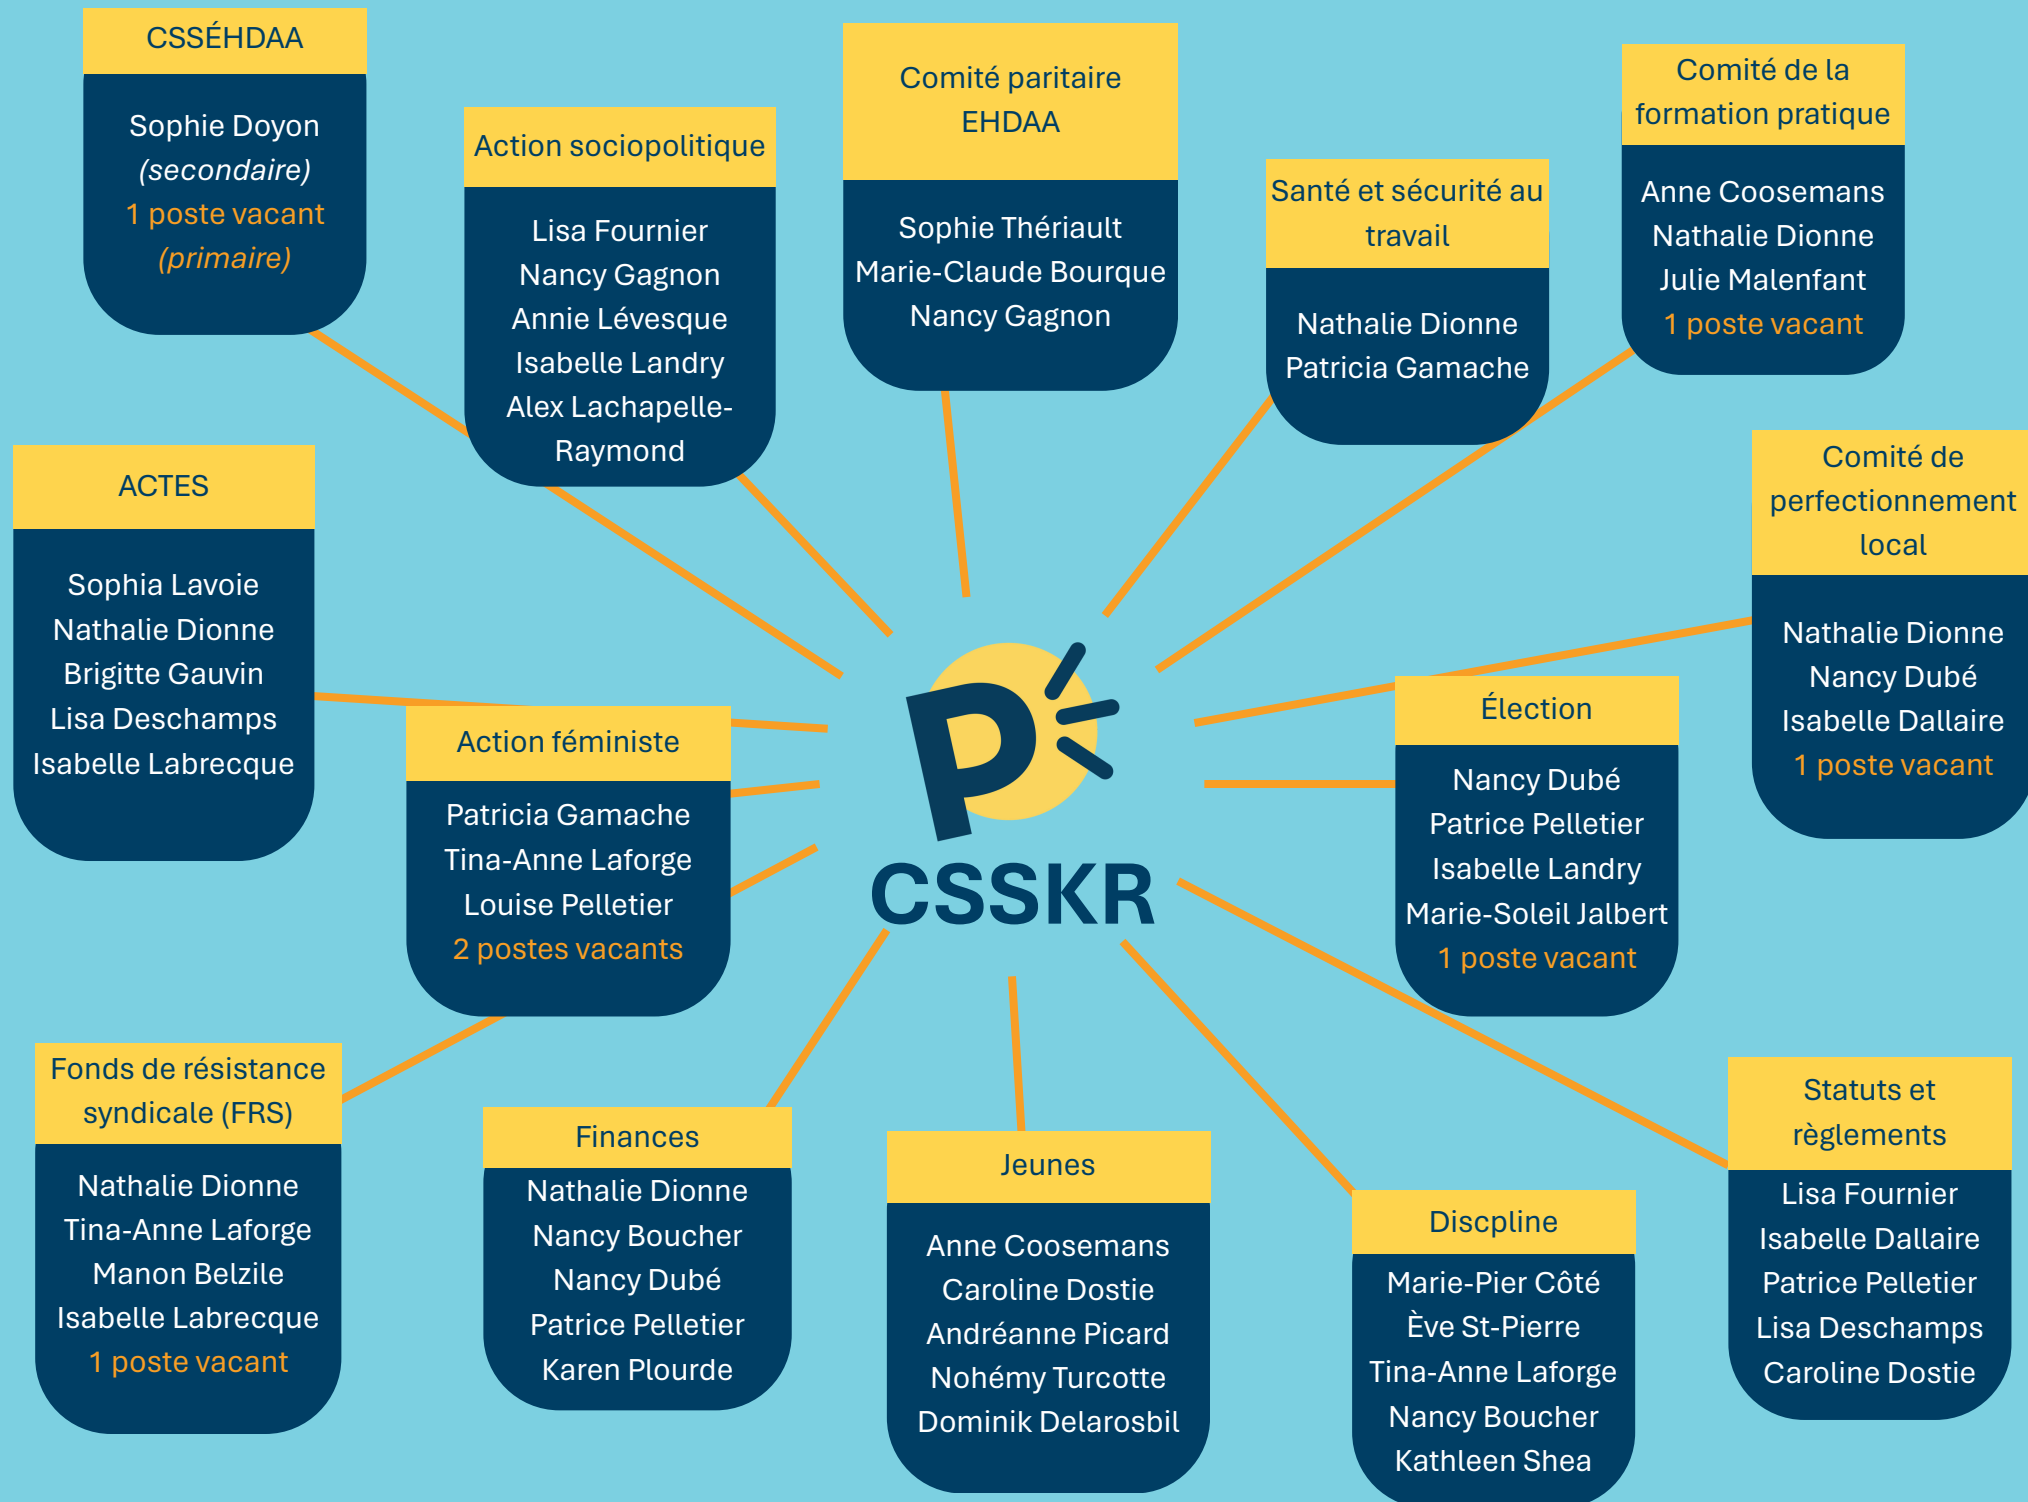 CSSÉHDAA
Sophie Doyon
(secondaire)
1 poste vacant
(primaire)
Action sociopolitique
Lisa Fournier
Nancy Gagnon
Annie Lévesque
Isabelle Landry
Alex Lachapelle-
Raymond
Comité paritaire
EHDAA
Sophie Thériault
Marie-Claude Bourque
Nancy Gagnon
Santé et sécurité au
travail
Nathalie Dionne
Patricia Gamache
Comité de la
formation pratique
Anne Coosemans
Nathalie Dionne
Julie Malenfant
1 poste vacant
ACTES
Sophia Lavoie
Nathalie Dionne
Brigitte Gauvin
Lisa Deschamps
Isabelle Labrecque
Action féministe
Patricia Gamache
Tina-Anne Laforge
Louise Pelletier
2 postes vacants
P
CSSKR
Élection
Nancy Dubé
Patrice Pelletier
Isabelle Landry
Marie-Soleil Jalbert
1 poste vacant
Comité de
perfectionnement
local
Nathalie Dionne
Nancy Dubé
Isabelle Dallaire
1 poste vacant
Fonds de résistance
syndicale (FRS)
Nathalie Dionne
Tina-Anne Laforge
Manon Belzile
Isabelle Labrecque
1 poste vacant
Finances
Nathalie Dionne
Nancy Boucher
Nancy Dubé
Patrice Pelletier
Karen Plourde
Jeunes
Anne Coosemans
Caroline Dostie
Andréanne Picard
Nohémy Turcotte
Dominik Delarosbil
Discpline
Marie-Pier Côté
Ève St-Pierre
Tina-Anne Laforge
Nancy Boucher
Kathleen Shea
Statuts et
règlements
Lisa Fournier
Isabelle Dallaire
Patrice Pelletier
Lisa Deschamps
Caroline Dostie